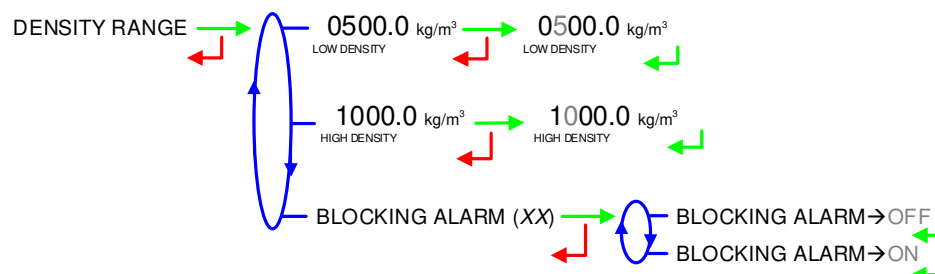 DENSITY RANGE
0500.0 kg/m³ 0500.0 kg/m³
LOW DENSITY LOW DENSITY
1000.0 kg/m³ 1000.0 kg/m³
HIGH DENSITY HIGH DENSITY
BLOCKING ALARM (XX)
BLOCKING ALARM→OFF
BLOCKING ALARM→ON